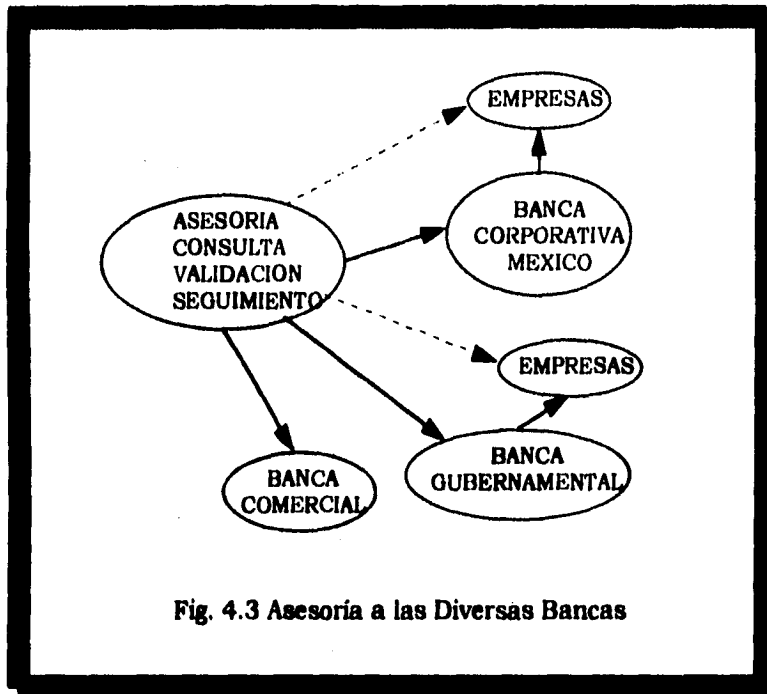 EMPRESAS
ASESORIA
CONSULTA
VALIDACION
SEGUIMIENTO
BANCA
CORPORATIVA
MEXICO
EMPRESAS
BANCA
COMERCIAL
BANCA
GUBERNAMENTAL
Fig. 4.3 Asesoría a las Diversas Bancas